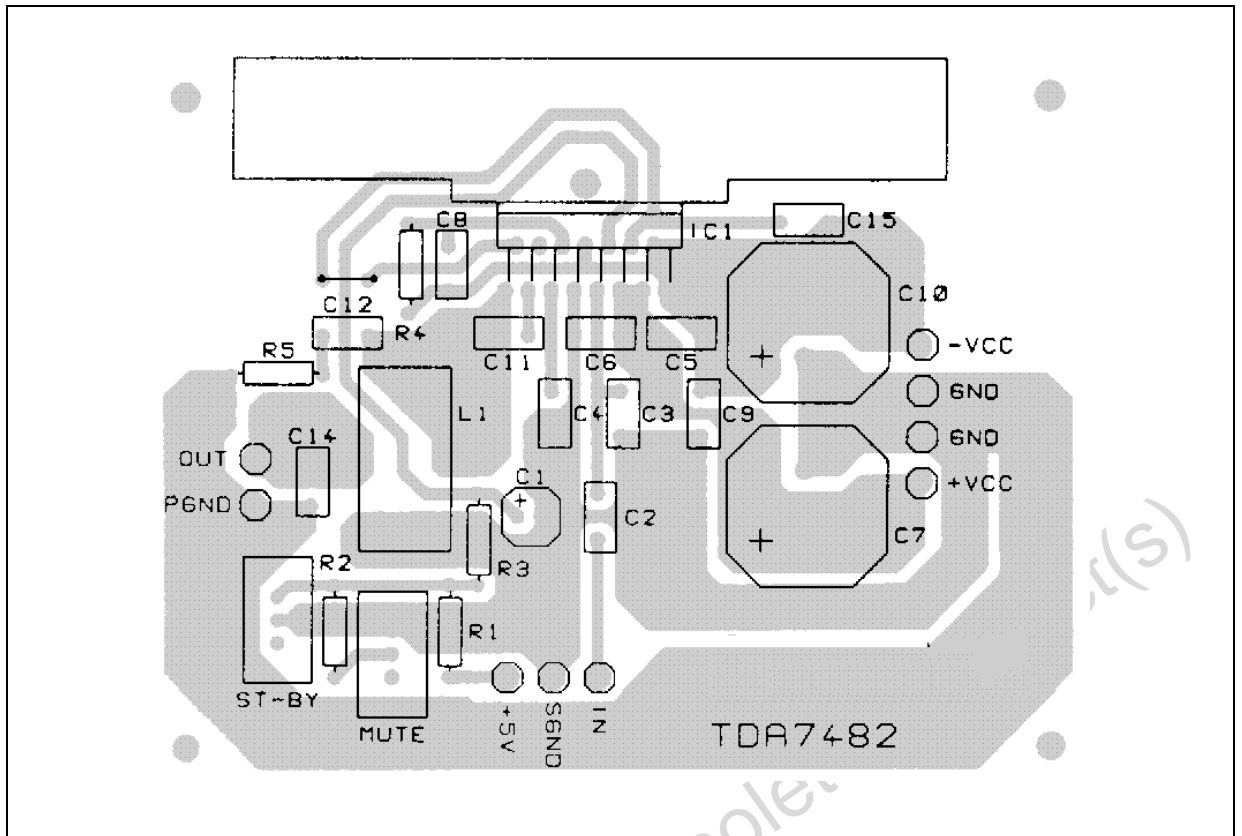 C8
IC1
C15
C10
C12
R4
C11
C6
C5
-VCC
R5
GND
L1
C4
C3
C9
C14
GND
OUT
+VCC
PGND
C1
C2
C7
R2
R3
R1
ST-BY
MUTE
+5V
SGND
IN
TDA7482